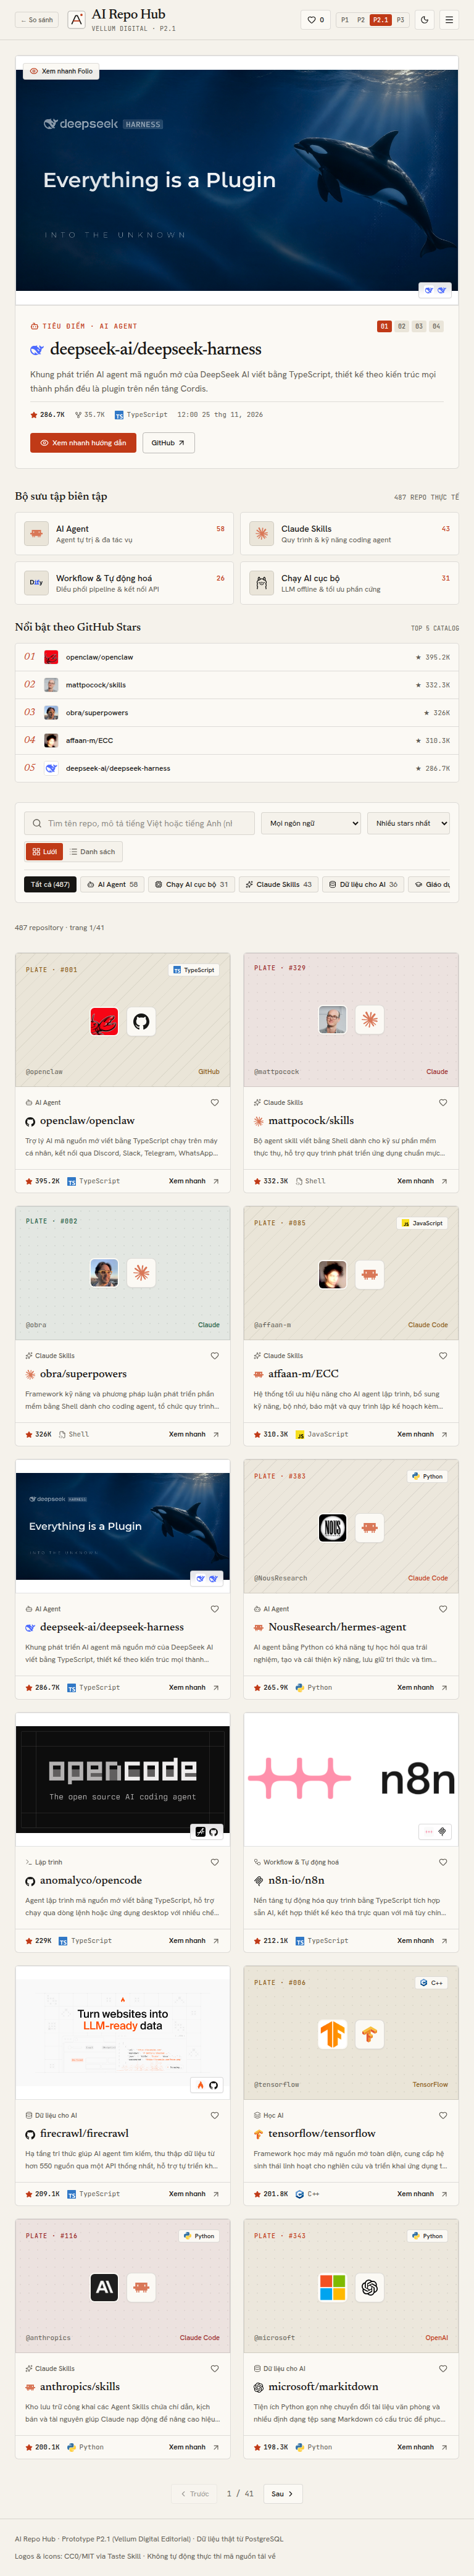 ← So sánh
AI Repo Hub
VELLUM DIGITAL · P2.1
0
P1 P2 P2.1 P3
Xem nhanh Folio
deepseek HARNESS
Everything is a Plugin
INTO THE UNKNOWN
TIÊU ĐIỂM · AI AGENT
01 02 03 04
deepseek-ai/deepseek-harness
Khung phát triển AI agent mã nguồn mở của DeepSeek AI viết bằng TypeScript, thiết kế theo kiến trúc mọi
thành phần đều là plugin trên nền tảng Cordis.
★ 286.7K 35.7K TypeScript 12:00 25 thg 11, 2026
Xem nhanh hướng dẫn
GitHub
Bộ sưu tập biên tập
487 REPO THỰC TẾ
AI Agent 58
Agent tự trị & đa tác vụ
Claude Skills 43
Quy trình & kỹ năng coding agent
Dify
Workflow & Tự động hoá 26
Điều phối pipeline & kết nối API
Chạy AI cục bộ 31
LLM offline & tối ưu phần cứng
Nổi bật theo GitHub Stars
TOP 5 CATALOG
01 openclaw/openclaw ★ 395.2K
02 mattpocock/skills ★ 332.3K
03 obra/superpowers ★ 326K
04 affaan-m/ECC ★ 310.3K
05 deepseek-ai/deepseek-harness ★ 286.7K
Tìm tên repo, mô tả tiếng Việt hoặc tiếng Anh (nl
Mọi ngôn ngữ
Nhiều stars nhất
Lưới
Danh sách
Tất cả (487) AI Agent 58 Chạy AI cục bộ 31 Claude Skills 43 Dữ liệu cho AI 36 Giáo dụ
487 repository · trang 1/41
PLATE · #001
TypeScript
@openclaw
GitHub
AI Agent
openclaw/openclaw
Trợ lý AI mã nguồn mở viết bằng TypeScript chạy trên máy
cá nhân, kết nối qua Discord, Slack, Telegram, WhatsApp...
★ 395.2K TypeScript Xem nhanh
PLATE · #329
@mattpocock
Claude
Claude Skills
mattpocock/skills
Bộ agent skill viết bằng Shell dành cho kỹ sư phần mềm
thực thụ, hỗ trợ quy trình phát triển ứng dụng chuẩn mực...
★ 332.3K Shell Xem nhanh
PLATE · #002
@obra
Claude
Claude Skills
obra/superpowers
Framework kỹ năng và phương pháp luận phát triển phần
mềm bằng Shell dành cho coding agent, tổ chức quy trình...
★ 326K Shell Xem nhanh
PLATE · #085
JavaScript
@affaan-m
Claude Code
Claude Skills
affaan-m/ECC
Hệ thống tối ưu hiệu năng cho AI agent lập trình, bổ sung
kỹ năng, bộ nhớ, bảo mật và quy trình lập kế hoạch kèm...
★ 310.3K JavaScript Xem nhanh
deepseek HARNESS
Everything is a Plugin
INTO THE UNKNOWN
AI Agent
deepseek-ai/deepseek-harness
Khung phát triển AI agent mã nguồn mở của DeepSeek AI
viết bằng TypeScript, thiết kế theo kiến trúc mọi thành...
★ 286.7K TypeScript Xem nhanh
PLATE · #383
Python
NOUS
@NousResearch
Claude Code
AI Agent
NousResearch/hermes-agent
AI agent bằng Python có khả năng tự học hỏi qua trải
nghiệm, tạo và cải thiện kỹ năng, lưu giữ tri thức và tìm...
★ 265.9K Python Xem nhanh
opencode
The open source AI coding agent
Lập trình
anomalyco/opencode
Agent lập trình mã nguồn mở viết bằng TypeScript, hỗ trợ
chạy qua dòng lệnh hoặc ứng dụng desktop với nhiều chế...
★ 229K TypeScript Xem nhanh
n8n
Workflow & Tự động hoá
n8n-io/n8n
Nền tảng tự động hóa quy trình bằng TypeScript tích hợp
sẵn AI, kết hợp thiết kế kéo thả trực quan với mã tùy chỉn...
★ 212.1K TypeScript Xem nhanh
Turn websites into
LLM-ready data
Dữ liệu cho AI
firecrawl/firecrawl
Hạ tầng tri thức giúp AI agent tìm kiếm, thu thập dữ liệu từ
hơn 550 nguồn qua một API thống nhất, hỗ trợ tự triển kh...
★ 209.1K TypeScript Xem nhanh
PLATE · #006
C++
@tensorflow
TensorFlow
Học AI
tensorflow/tensorflow
Framework học máy mã nguồn mở toàn diện, cung cấp hệ
sinh thái linh hoạt cho nghiên cứu và triển khai ứng dụng t...
★ 201.8K C++ Xem nhanh
PLATE · #116
Python
@anthropics
Claude Code
Claude Skills
anthropics/skills
Kho lưu trữ công khai các Agent Skills chứa chỉ dẫn, kịch
bản và tài nguyên giúp Claude nạp động để nâng cao hiệu...
★ 200.1K Python Xem nhanh
PLATE · #343
Python
@microsoft
OpenAI
Dữ liệu cho AI
microsoft/markitdown
Tiện ích Python gọn nhẹ chuyển đổi tài liệu văn phòng và
nhiều định dạng tệp sang Markdown có cấu trúc để phục...
★ 198.3K Python Xem nhanh
Trước
1 / 41
Sau
AI Repo Hub · Prototype P2.1 (Vellum Digital Editorial) · Dữ liệu thật từ PostgreSQL
Logos & icons: CC0/MIT via Taste Skill · Không tự động thực thi mã nguồn tải về